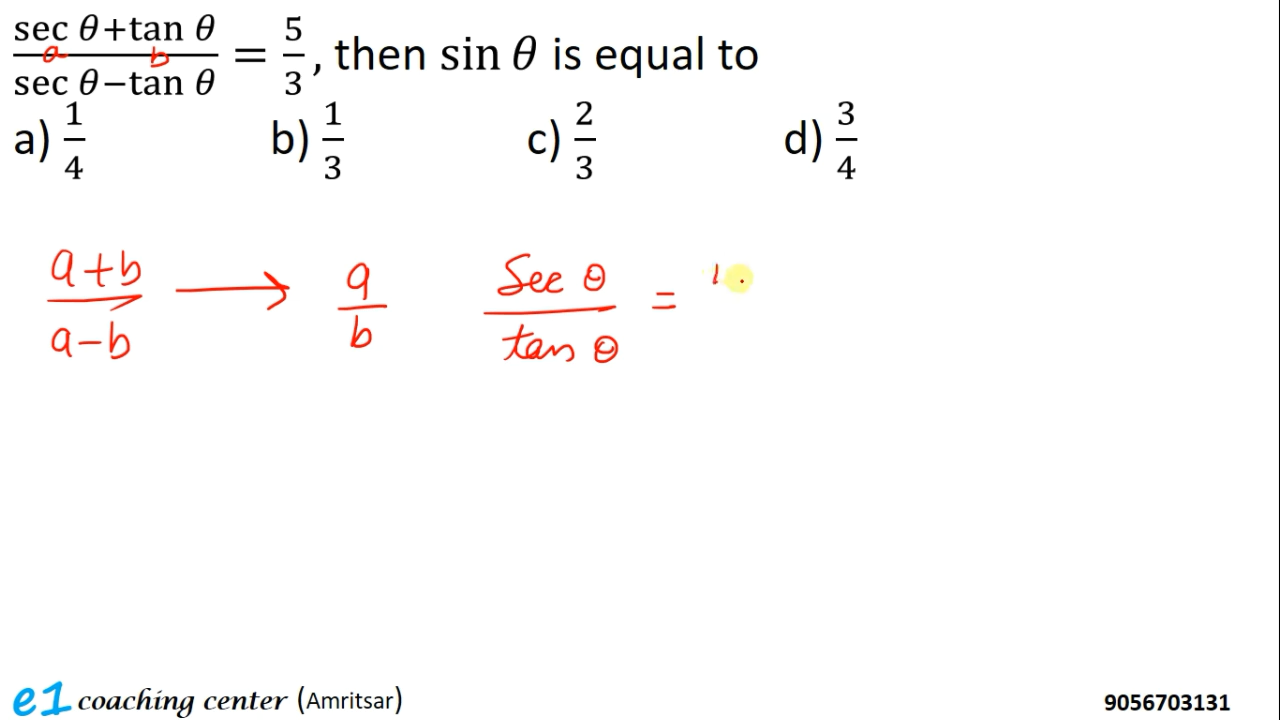 sec θ+tan θ / sec θ−tan θ = 5/3, then sin θ is equal to
a b
a) 1/4 b) 1/3 c) 2/3 d) 3/4
a+b / a-b → a/b Sec θ / tan θ =
e1 coaching center (Amritsar) 9056703131